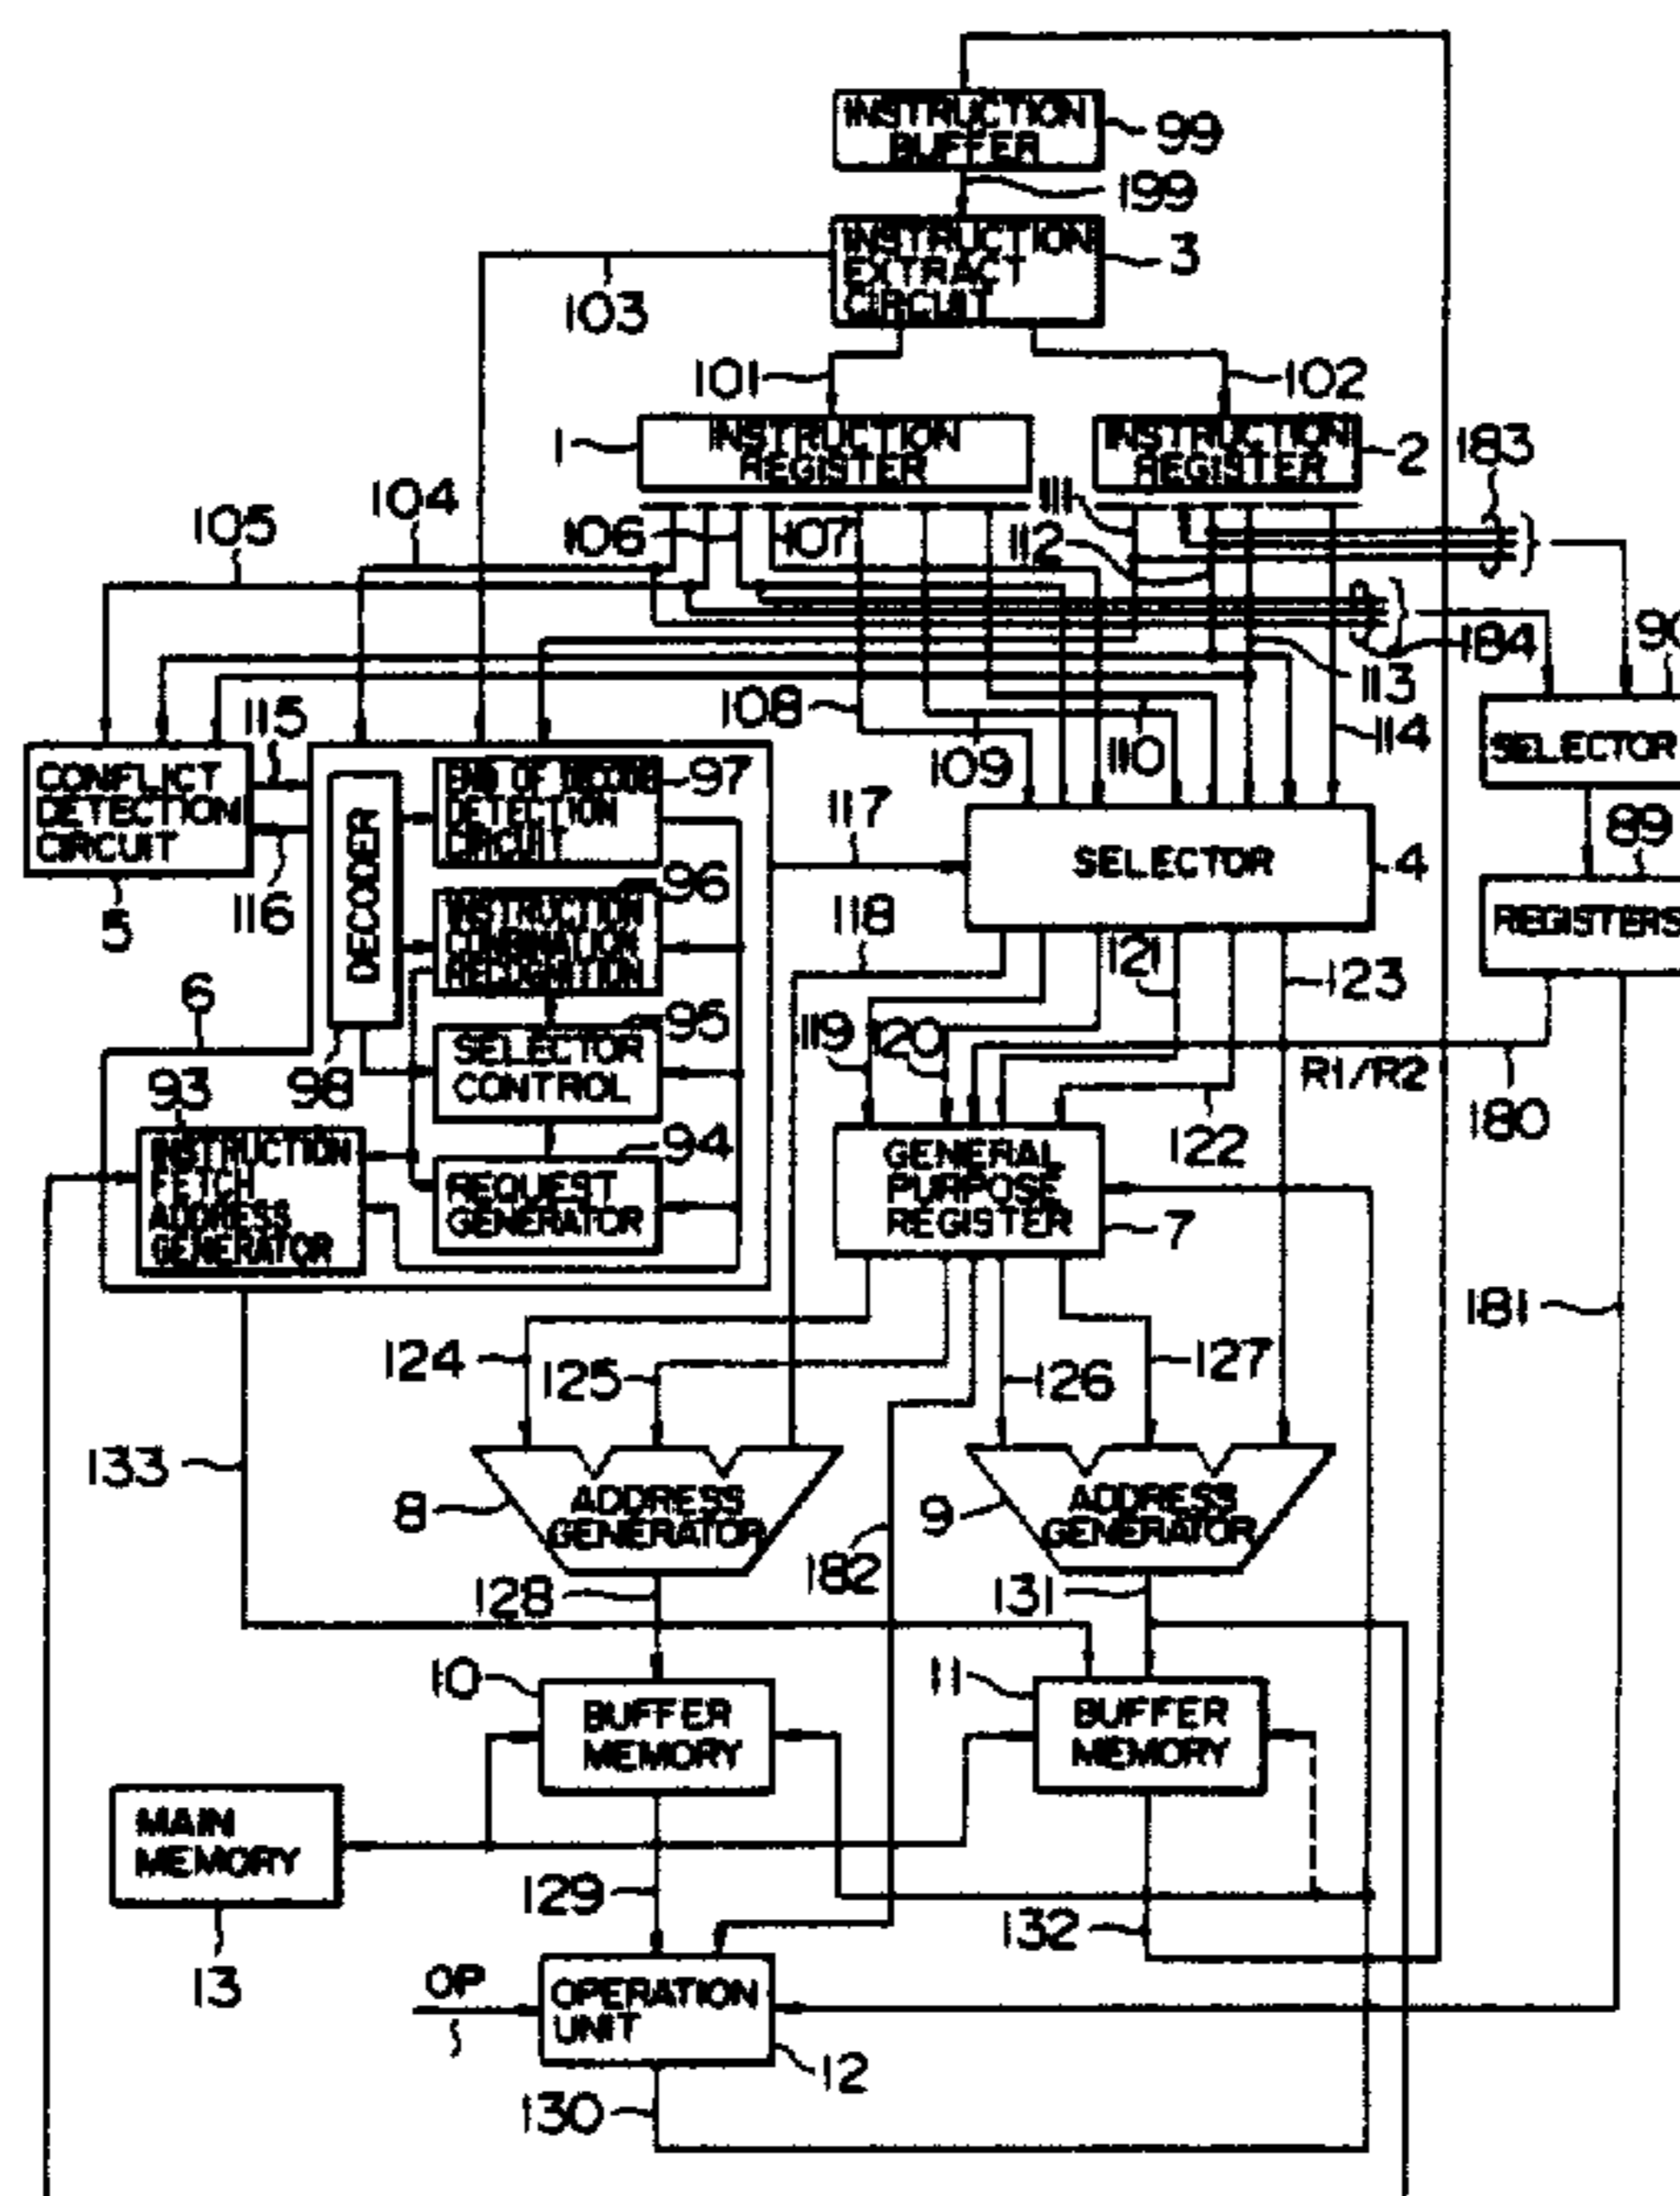 INSTRUCTION
BUFFER
99
199
INSTRUCTION
EXTRACT
CIRCUIT
3
103
101
102
1
INSTRUCTION
REGISTER
INSTRUCTION
REGISTER
2
183
105
104
106
107
111
112
184
90
108
109
110
113
114
115
116
CONFLICT
DETECTION
CIRCUIT
5
DECODER
98
DETECTION
CIRCUIT
97
117
SELECTOR
4
SELECTOR
89
REGISTERS
INSTRUCTION
COMBINATION
RECOGNITION
96
118
121
123
6
SELECTOR
CONTROL
95
119
120
R1/R2
180
122
93
INSTRUCTION
FETCH
ADDRESS
GENERATOR
REQUEST
GENERATOR
94
GENERAL
PURPOSE
REGISTER
7
181
124
125
126
127
133
8
ADDRESS
GENERATOR
9
ADDRESS
GENERATOR
128
182
131
10
BUFFER
MEMORY
11
BUFFER
MEMORY
MAIN
MEMORY
13
129
132
OP
OPERATION
UNIT
12
130